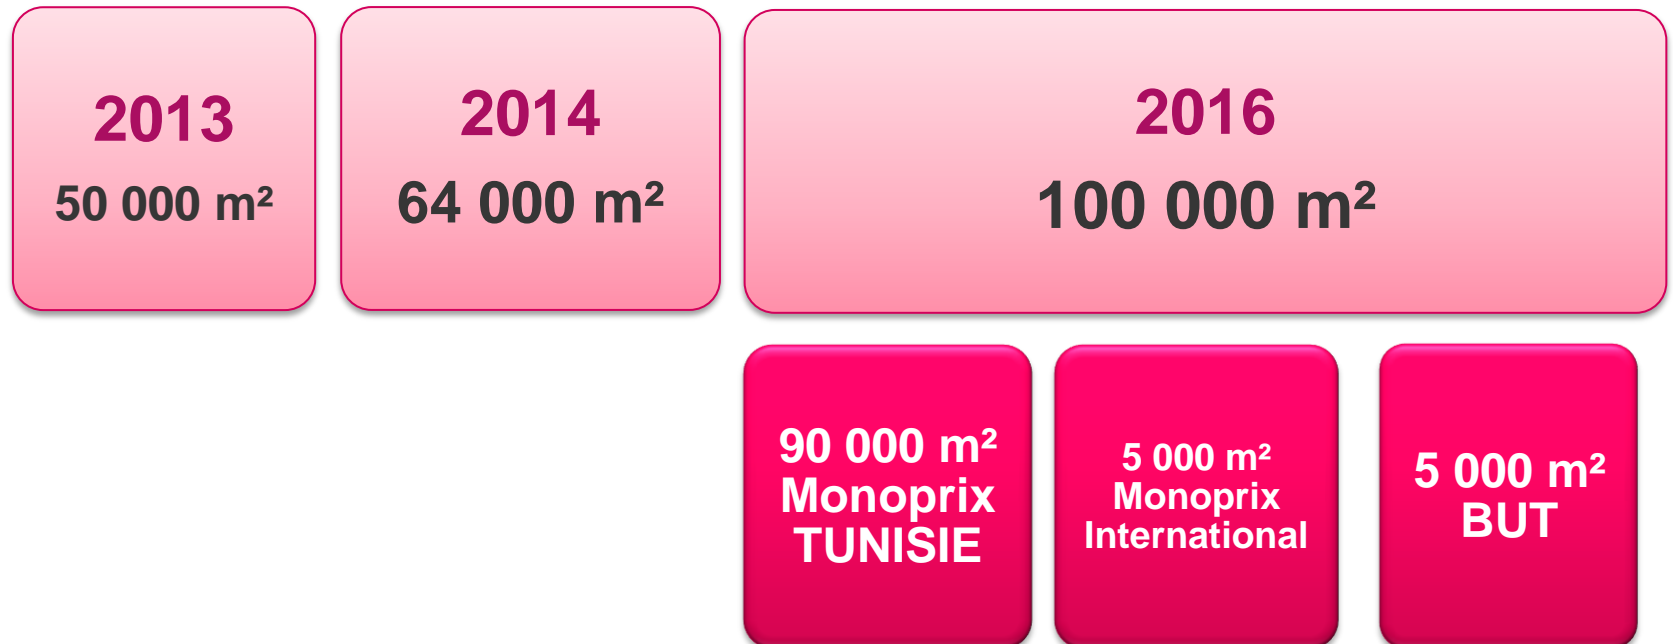 2013
50 000 m²
2014
64 000 m²
2016
100 000 m²
90 000 m²
Monoprix
TUNISIE
5 000 m²
Monoprix
International
5 000 m²
BUT